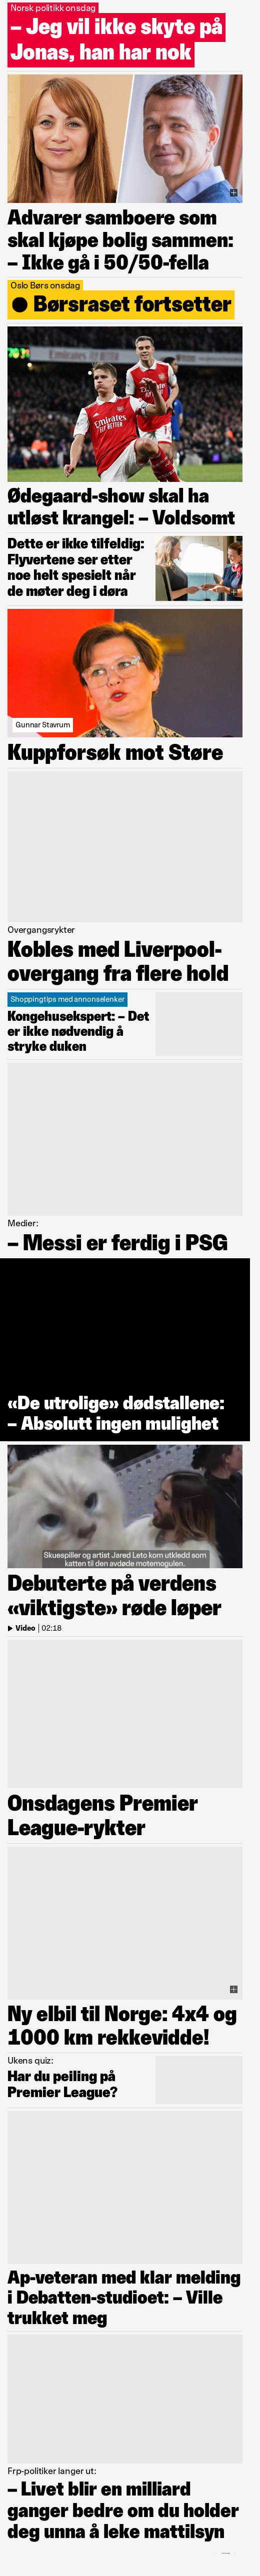 Norsk politikk onsdag
– Jeg vil ikke skyte på
Jonas, han har nok
Advarer samboere som
skal kjøpe bolig sammen:
– Ikke gå i 50/50-fella
Oslo Børs onsdag
● Børsraset fortsetter
Ødegaard-show skal ha
utløst krangel: – Voldsomt
Dette er ikke tilfeldig:
Flyvertene ser etter
noe helt spesielt når
de møter deg i døra
Gunnar Stavrum
Kuppforsøk mot Støre
Overgangsrykter
Kobles med Liverpool-
overgang fra flere hold
Shoppingtips med annonselenker
Kongehusekspert: – Det
er ikke nødvendig å
stryke duken
Medier:
– Messi er ferdig i PSG
«De utrolige» dødstallene:
– Absolutt ingen mulighet
Skuespiller og artist Jared Leto kom utkledd som
katten til den avdøde motemogulen.
Debuterte på verdens
«viktigste» røde løper
Video | 02:18
Onsdagens Premier
League-rykter
Ny elbil til Norge: 4x4 og
1000 km rekkevidde!
Ukens quiz:
Har du peiling på
Premier League?
Ap-veteran med klar melding
i Debatten-studioet: – Ville
trukket meg
Frp-politiker langer ut:
– Livet blir en milliard
ganger bedre om du holder
deg unna å leke mattilsyn